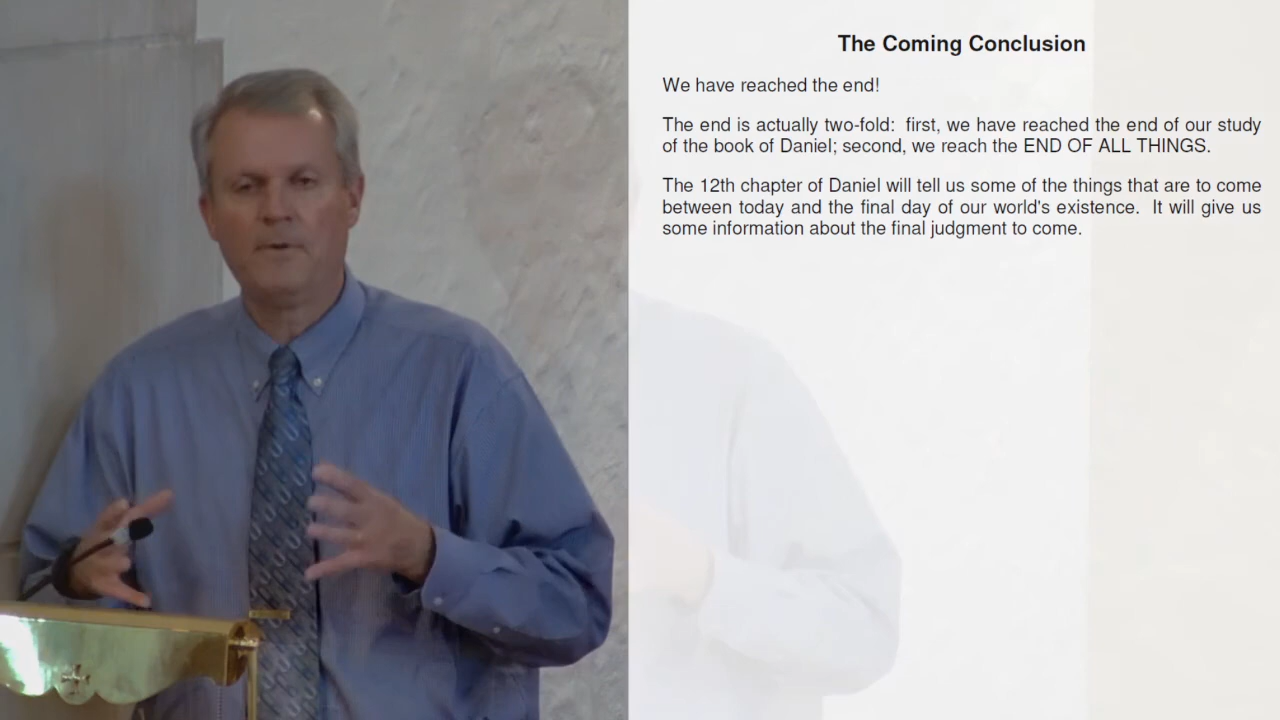 The Coming Conclusion
We have reached the end!
The end is actually two-fold: first, we have reached the end of our study
of the book of Daniel; second, we reach the END OF ALL THINGS.
The 12th chapter of Daniel will tell us some of the things that are to come
between today and the final day of our world's existence. It will give us
some information about the final judgment to come.